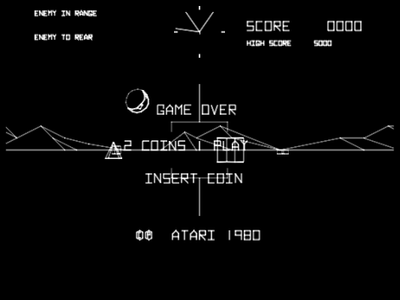 ENEMY IN RANGE
SCORE 0000
ENEMY TO REAR
HIGH SCORE 5000
GAME OVER
2 COINS 1 PLAY
INSERT COIN
©℗ ATARI 1980